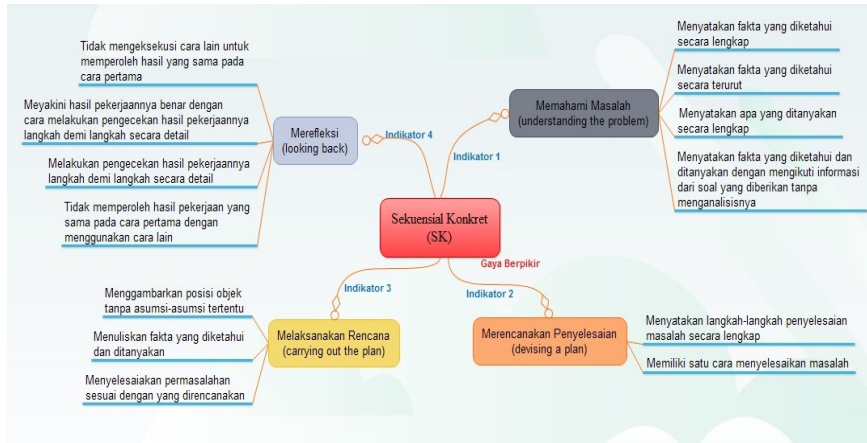 Sekuensial Konkret
(SK)
Gaya Berpikir
Indikator 1
Memahami Masalah
(understanding the problem)
Menyatakan fakta yang diketahui
secara lengkap
Menyatakan fakta yang diketahui
secara terurut
Menyatakan apa yang ditanyakan
secara lengkap
Menyatakan fakta yang diketahui dan
ditanyakan dengan mengikuti informasi
dari soal yang diberikan tanpa
menganalisisnya
Indikator 2
Merencanakan Penyelesaian
(devising a plan)
Menyatakan langkah-langkah penyelesaian
masalah secara lengkap
Memiliki satu cara menyelesaikan masalah
Indikator 3
Melaksanakan Rencana
(carrying out the plan)
Menggambarkan posisi objek
tanpa asumsi-asumsi tertentu
Menuliskan fakta yang diketahui
dan ditanyakan
Menyelesaiakan permasalahan
sesuai dengan yang direncanakan
Indikator 4
Merefleksi
(looking back)
Tidak mengeksekusi cara lain untuk
memperoleh hasil yang sama pada
cara pertama
Meyakini hasil pekerjaannya benar dengan
cara melakukan pengecekan hasil pekerjaannya
langkah demi langkah secara detail
Melakukan pengecekan hasil pekerjaannya
langkah demi langkah secara detail
Tidak memperoleh hasil pekerjaan yang
sama pada cara pertama dengan
menggunakan cara lain